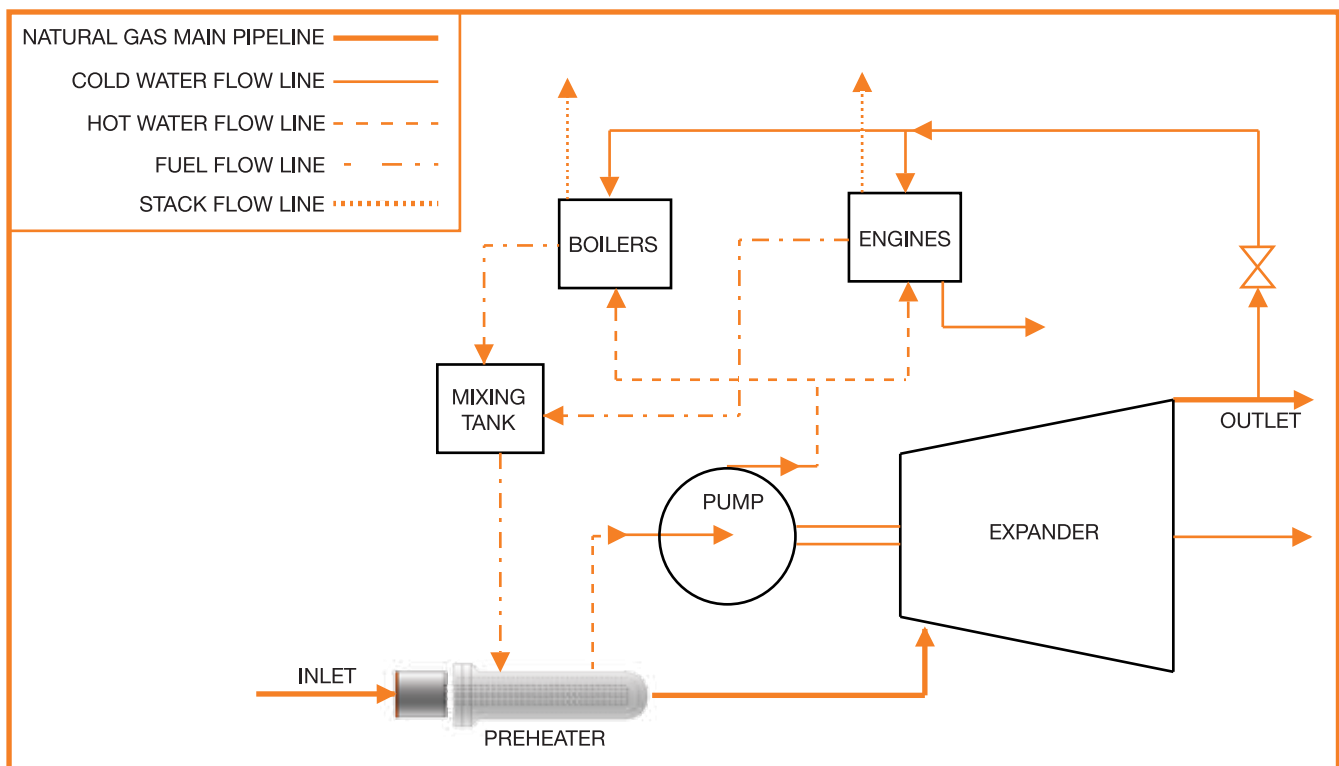 NATURAL GAS MAIN PIPELINE
COLD WATER FLOW LINE
HOT WATER FLOW LINE
FUEL FLOW LINE
STACK FLOW LINE
BOILERS
ENGINES
MIXING
TANK
OUTLET
PUMP
EXPANDER
INLET
PREHEATER